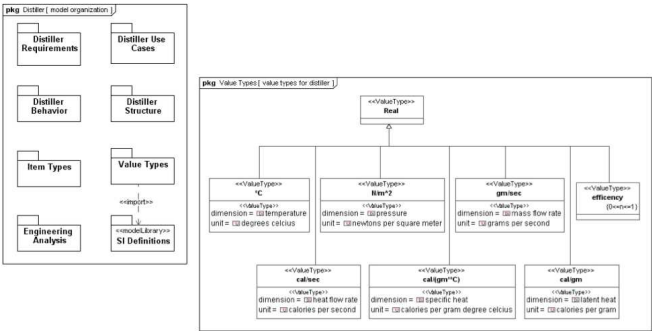 pkg Distiller [ model organization ]
Distiller
Requirements
Distiller Use
Cases
Distiller
Behavior
Distiller
Structure
Item Types
Value Types
<<import>>
Engineering
Analysis
<<modelLibrary>>
SI Definitions
pkg Value Types [ value types for distiller ]
<<ValueType>>
Real
<<ValueType>>
°C
<<ValueType>>
dimension = temperature
unit = degrees celcius
<<ValueType>>
N/m^2
<<ValueType>>
dimension = pressure
unit = newtons per square meter
<<ValueType>>
gm/sec
<<ValueType>>
dimension = mass flow rate
unit = grams per second
<<ValueType>>
efficency
{0<=n<=1}
<<ValueType>>
cal/sec
<<ValueType>>
dimension = heat flow rate
unit = calories per second
<<ValueType>>
cal/(gm*°C)
<<ValueType>>
dimension = specific heat
unit = calories per gram degree celcius
<<ValueType>>
cal/gm
<<ValueType>>
dimension = latent heat
unit = calories per gram